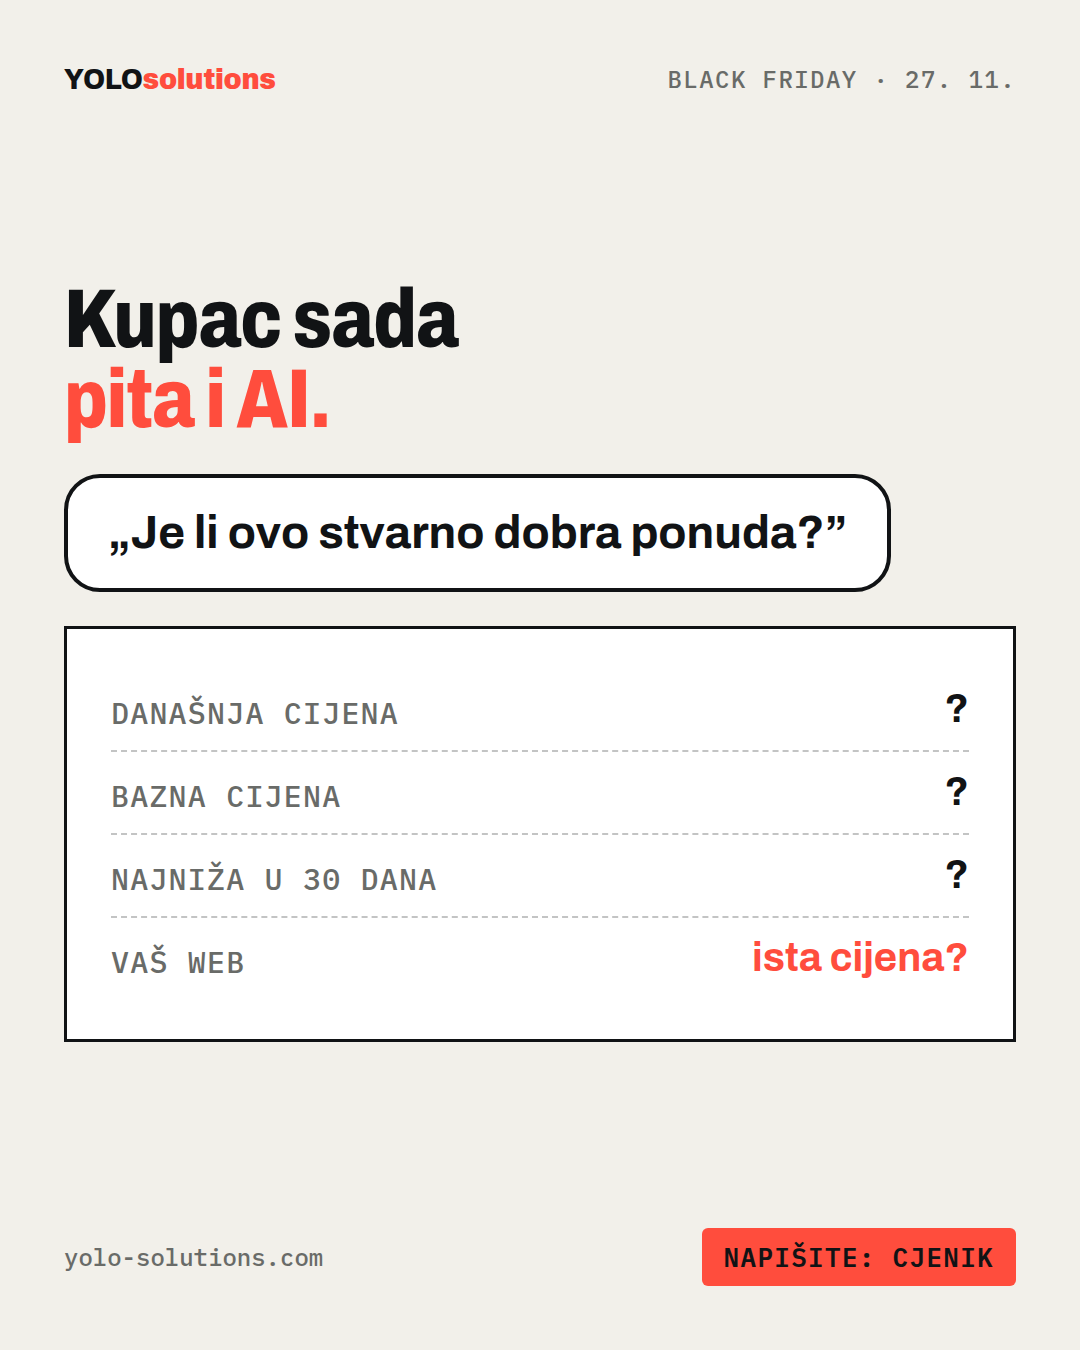 YOLOsolutions
BLACK FRIDAY · 27. 11.
Kupac sada
pita i AI.
„Je li ovo stvarno dobra ponuda?”
DANAŠNJA CIJENA ?
BAZNA CIJENA ?
NAJNIŽA U 30 DANA ?
VAŠ WEB ista cijena?
yolo-solutions.com
NAPIŠITE: CJENIK